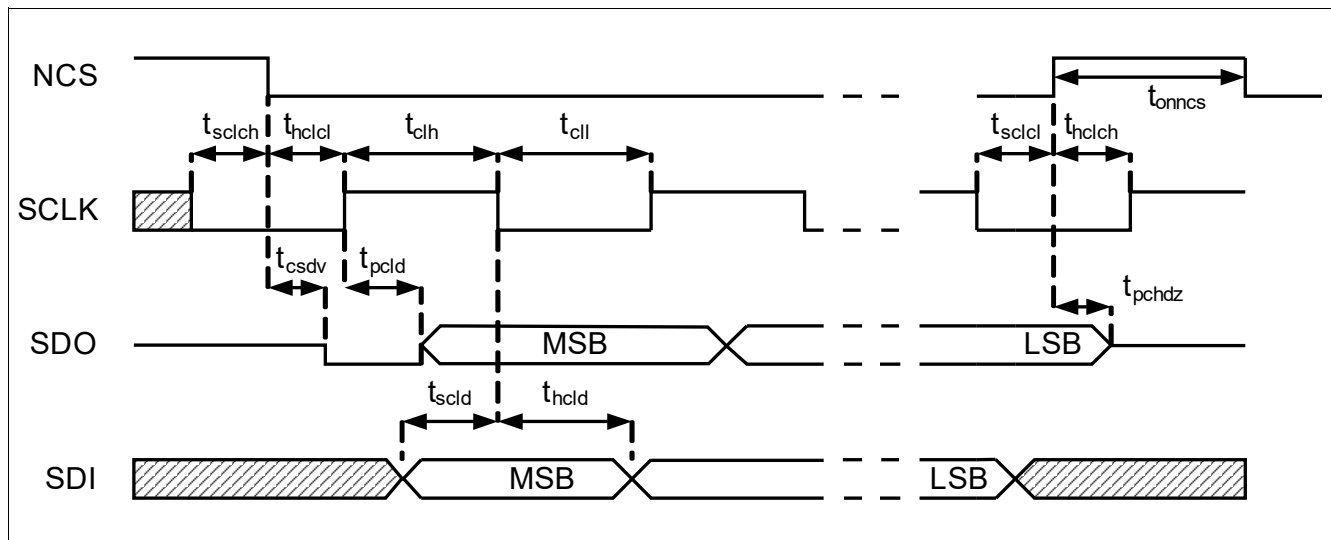 NCS
t_onncs
t_sclch t_hclcl t_clh t_cll t_sclcl t_hclch
SCLK
t_csdv t_pcld t_pchdz
SDO MSB LSB
t_scld t_hcld
SDI MSB LSB